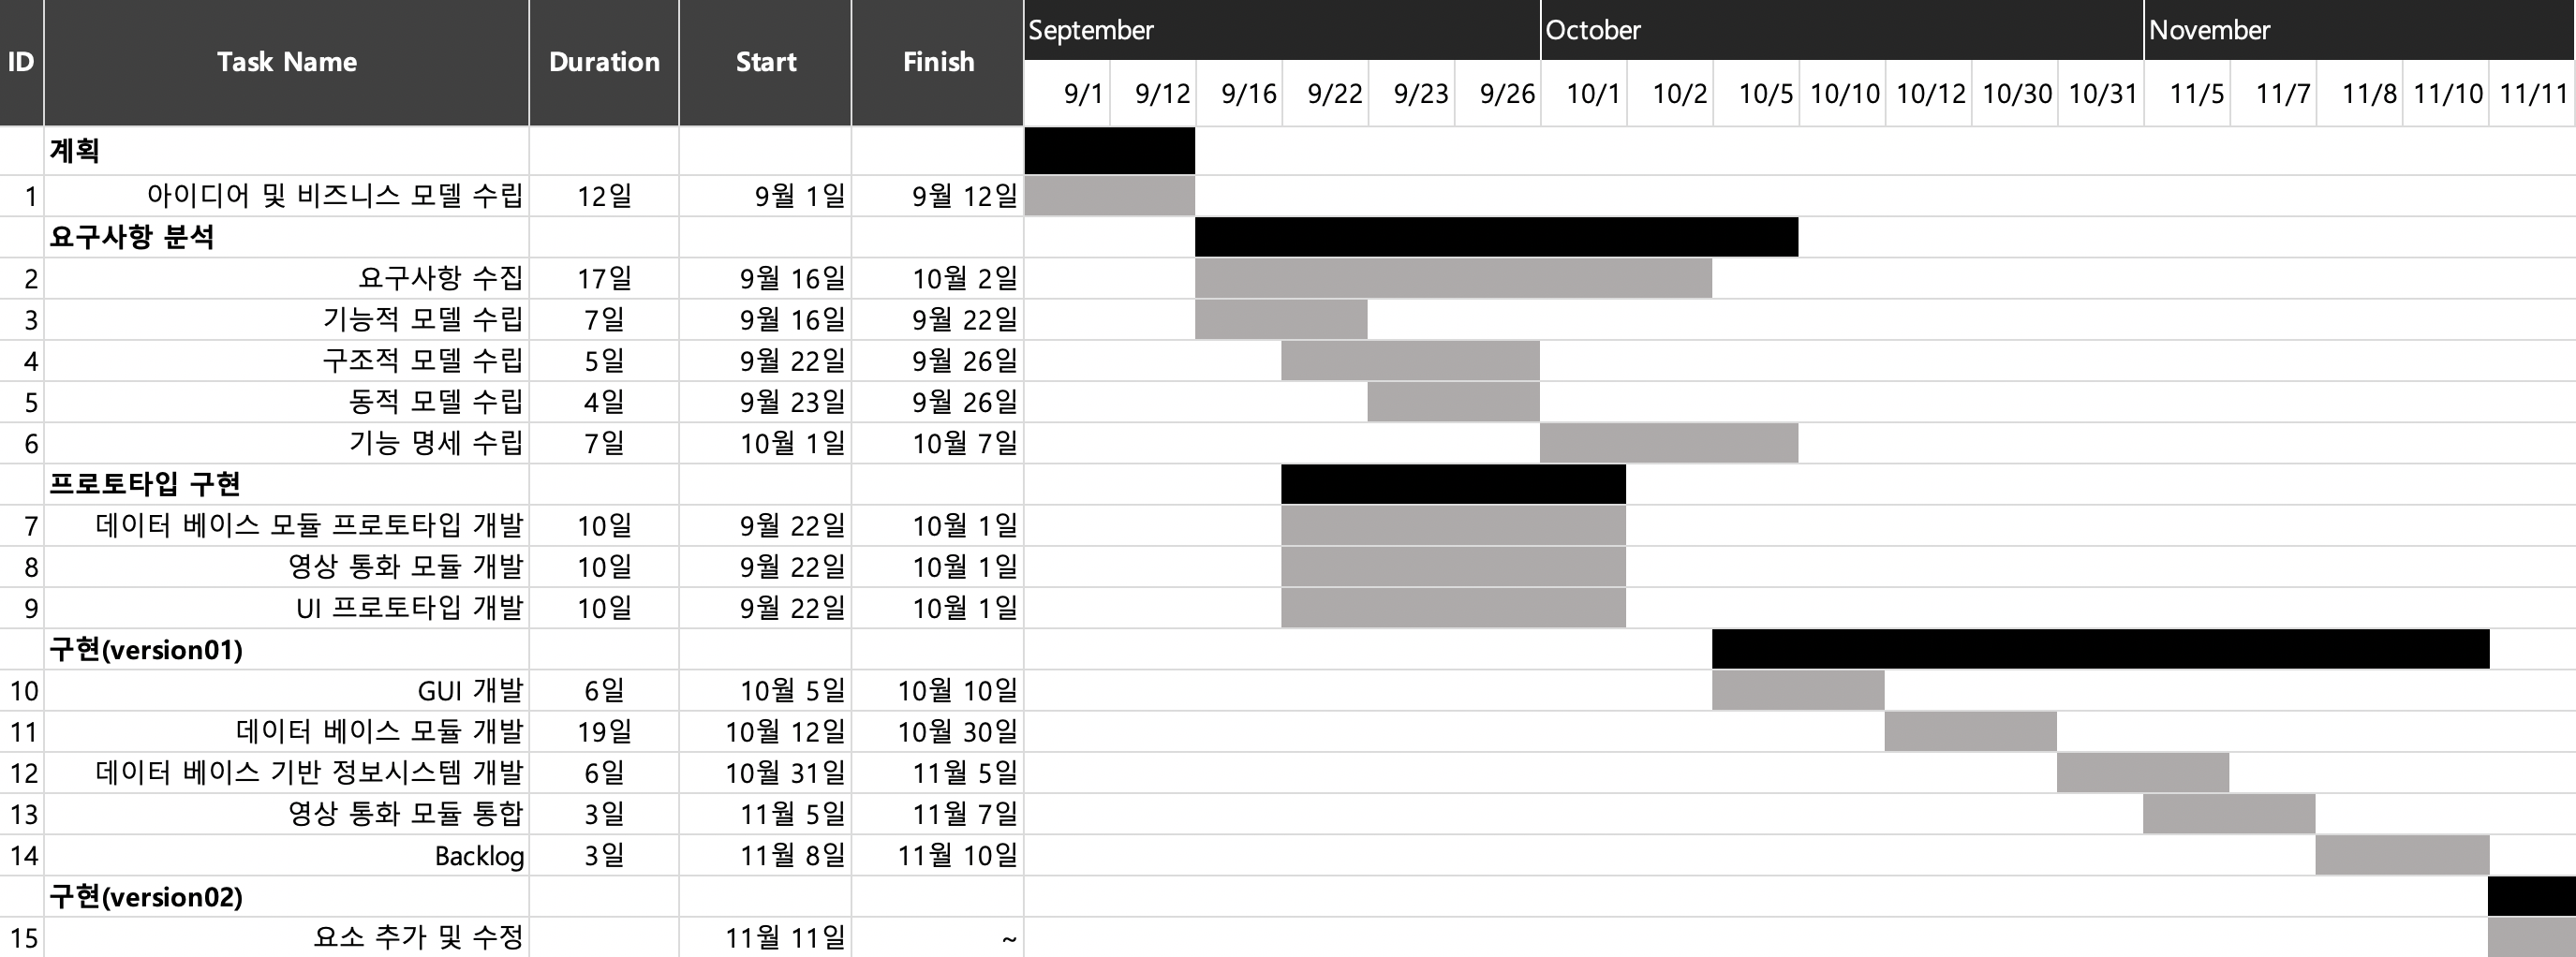 ID Task Name Duration Start Finish September October November
9/1 9/12 9/16 9/22 9/23 9/26 10/1 10/2 10/5 10/10 10/12 10/30 10/31 11/5 11/7 11/8 11/10 11/11
계획
1 아이디어 및 비즈니스 모델 수립 12일 9월 1일 9월 12일
요구사항 분석
2 요구사항 수집 17일 9월 16일 10월 2일
3 기능적 모델 수립 7일 9월 16일 9월 22일
4 구조적 모델 수립 5일 9월 22일 9월 26일
5 동적 모델 수립 4일 9월 23일 9월 26일
6 기능 명세 수립 7일 10월 1일 10월 7일
프로토타입 구현
7 데이터 베이스 모듈 프로토타입 개발 10일 9월 22일 10월 1일
8 영상 통화 모듈 개발 10일 9월 22일 10월 1일
9 UI 프로토타입 개발 10일 9월 22일 10월 1일
구현(version01)
10 GUI 개발 6일 10월 5일 10월 10일
11 데이터 베이스 모듈 개발 19일 10월 12일 10월 30일
12 데이터 베이스 기반 정보시스템 개발 6일 10월 31일 11월 5일
13 영상 통화 모듈 통합 3일 11월 5일 11월 7일
14 Backlog 3일 11월 8일 11월 10일
구현(version02)
15 요소 추가 및 수정 11월 11일 ~